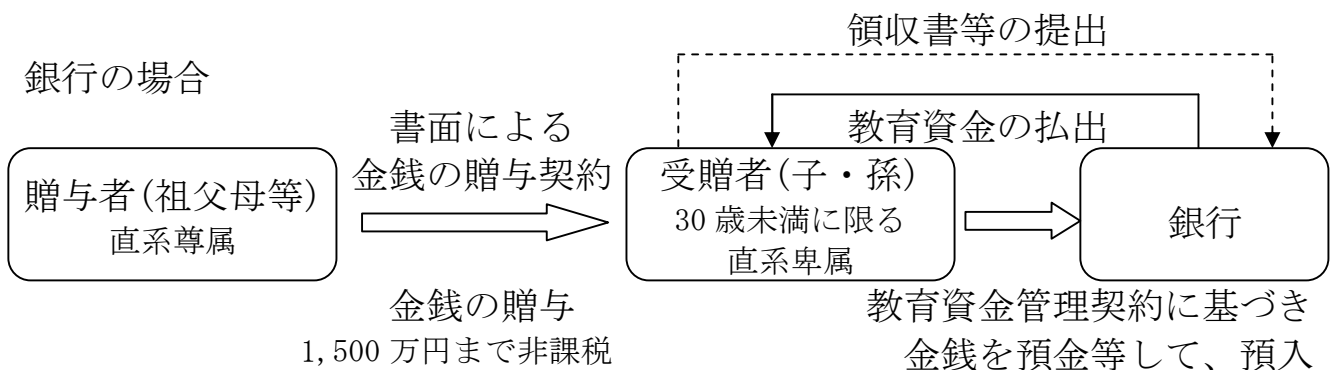 領収書等の提出
銀行の場合
書面による
金銭の贈与契約
教育資金の払出
贈与者(祖父母等)
直系尊属
受贈者(子・孫)
30歳未満に限る
直系卑属
銀行
金銭の贈与
1,500万円まで非課税
教育資金管理契約に基づき
金銭を預金等して、預入